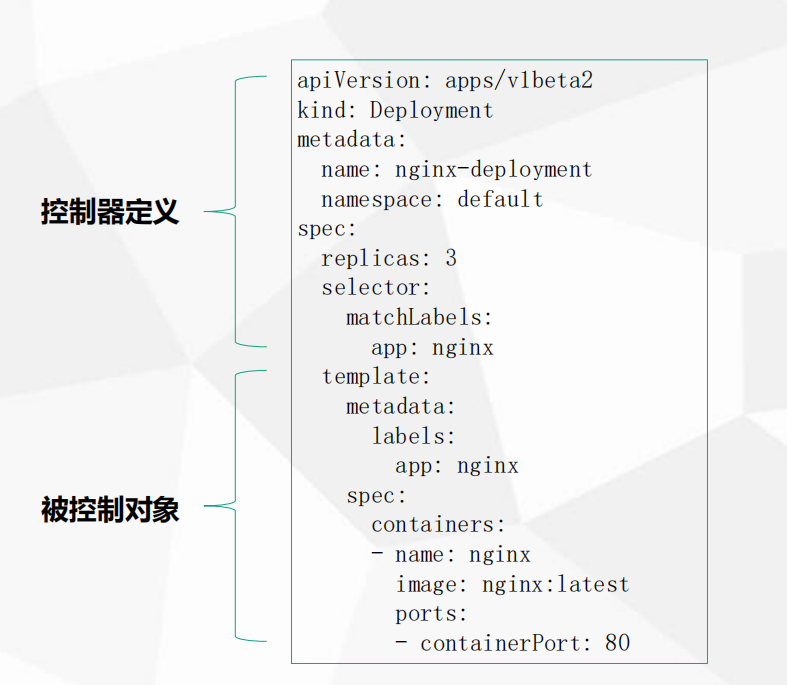 控制器定义
apiVersion: apps/v1beta2
kind: Deployment
metadata:
  name: nginx-deployment
  namespace: default
spec:
  replicas: 3
  selector:
    matchLabels:
      app: nginx
被控制对象
  template:
    metadata:
      labels:
        app: nginx
    spec:
      containers:
      - name: nginx
        image: nginx:latest
        ports:
        - containerPort: 80